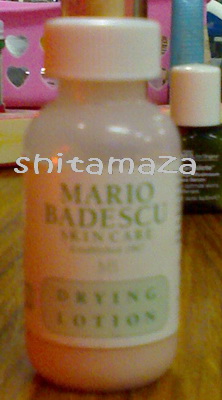 shitamaza
MARIO
BADESCU
SKIN CARE
DRYING
LOTION